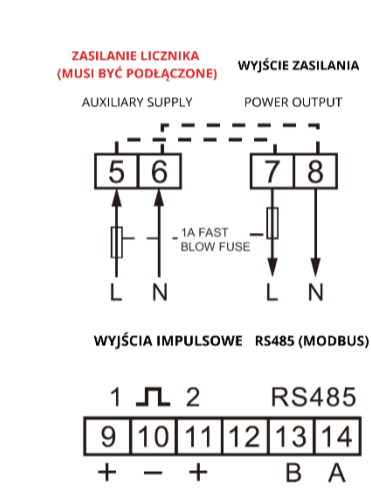 ZASILANIE LICZNIKA
(MUSI BYĆ PODŁĄCZONE)
WYJŚCIE ZASILANIA
AUXILIARY SUPPLY
POWER OUTPUT
5 6 7 8
1A FAST
BLOW FUSE
L N L N
WYJŚCIA IMPULSOWE RS485 (MODBUS)
1 2 RS485
9 10 11 12 13 14
+ − + B A